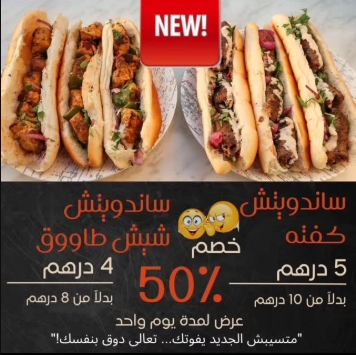 NEW!
ساندويتش
كفته
5 درهم
بدلاً من 10 درهم
ساندويتش
شيش طاووق
4 درهم
بدلاً من 8 درهم
خصم
50%
عرض لمدة يوم واحد
"متسيبش الجديد يفوتك... تعالى دوق بنفسك!"